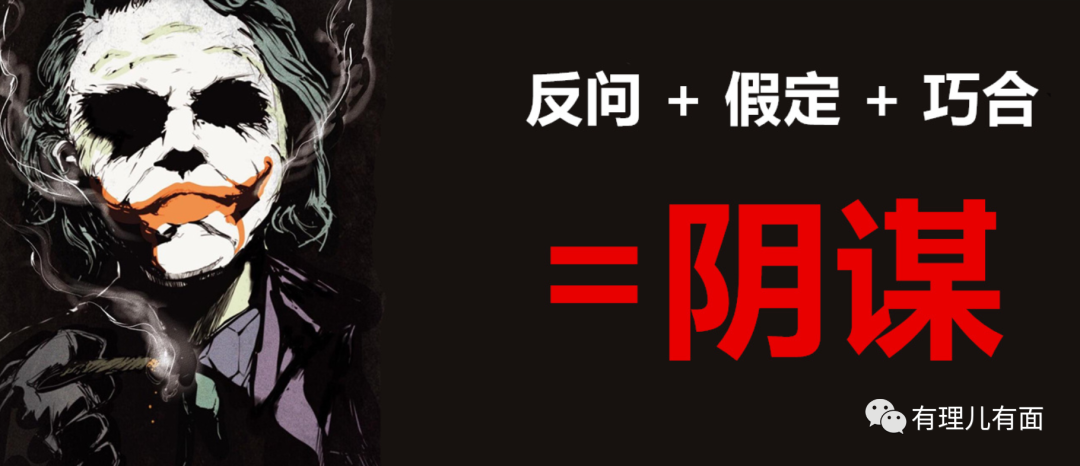 反问 + 假定 + 巧合
=阴谋
有理儿有面